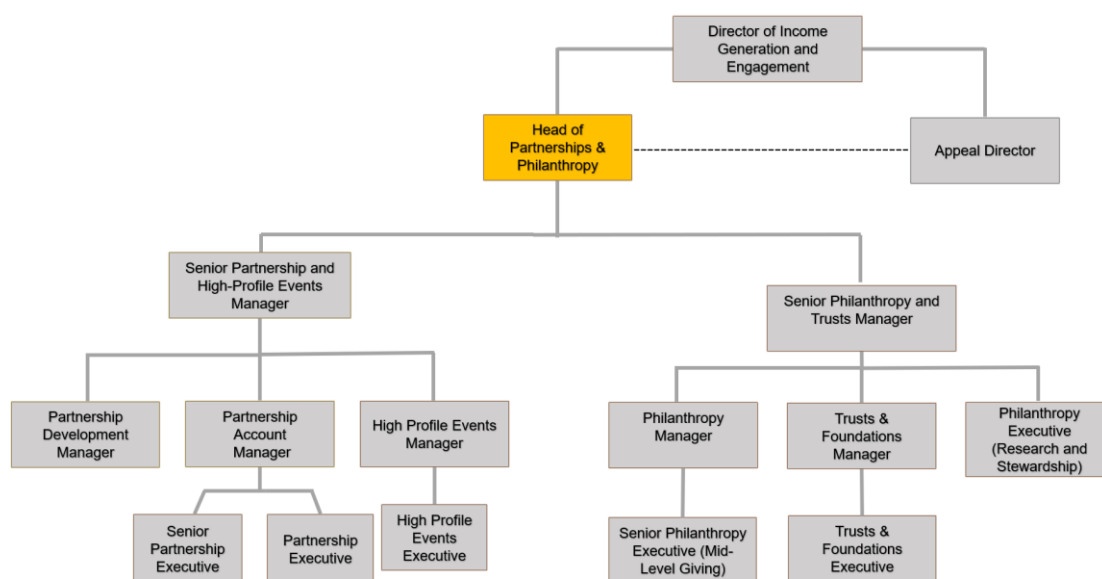 Director of Income
Generation and
Engagement
Head of
Partnerships &
Philanthropy
Appeal Director
Senior Partnership and
High-Profile Events
Manager
Senior Philanthropy and
Trusts Manager
Partnership
Development
Manager
Partnership
Account
Manager
High Profile Events
Manager
Philanthropy
Manager
Trusts &
Foundations
Manager
Philanthropy
Executive
(Research and
Stewardship)
Senior
Partnership
Executive
Partnership
Executive
High Profile
Events
Executive
Senior Philanthropy
Executive (Mid-
Level Giving)
Trusts &
Foundations
Executive